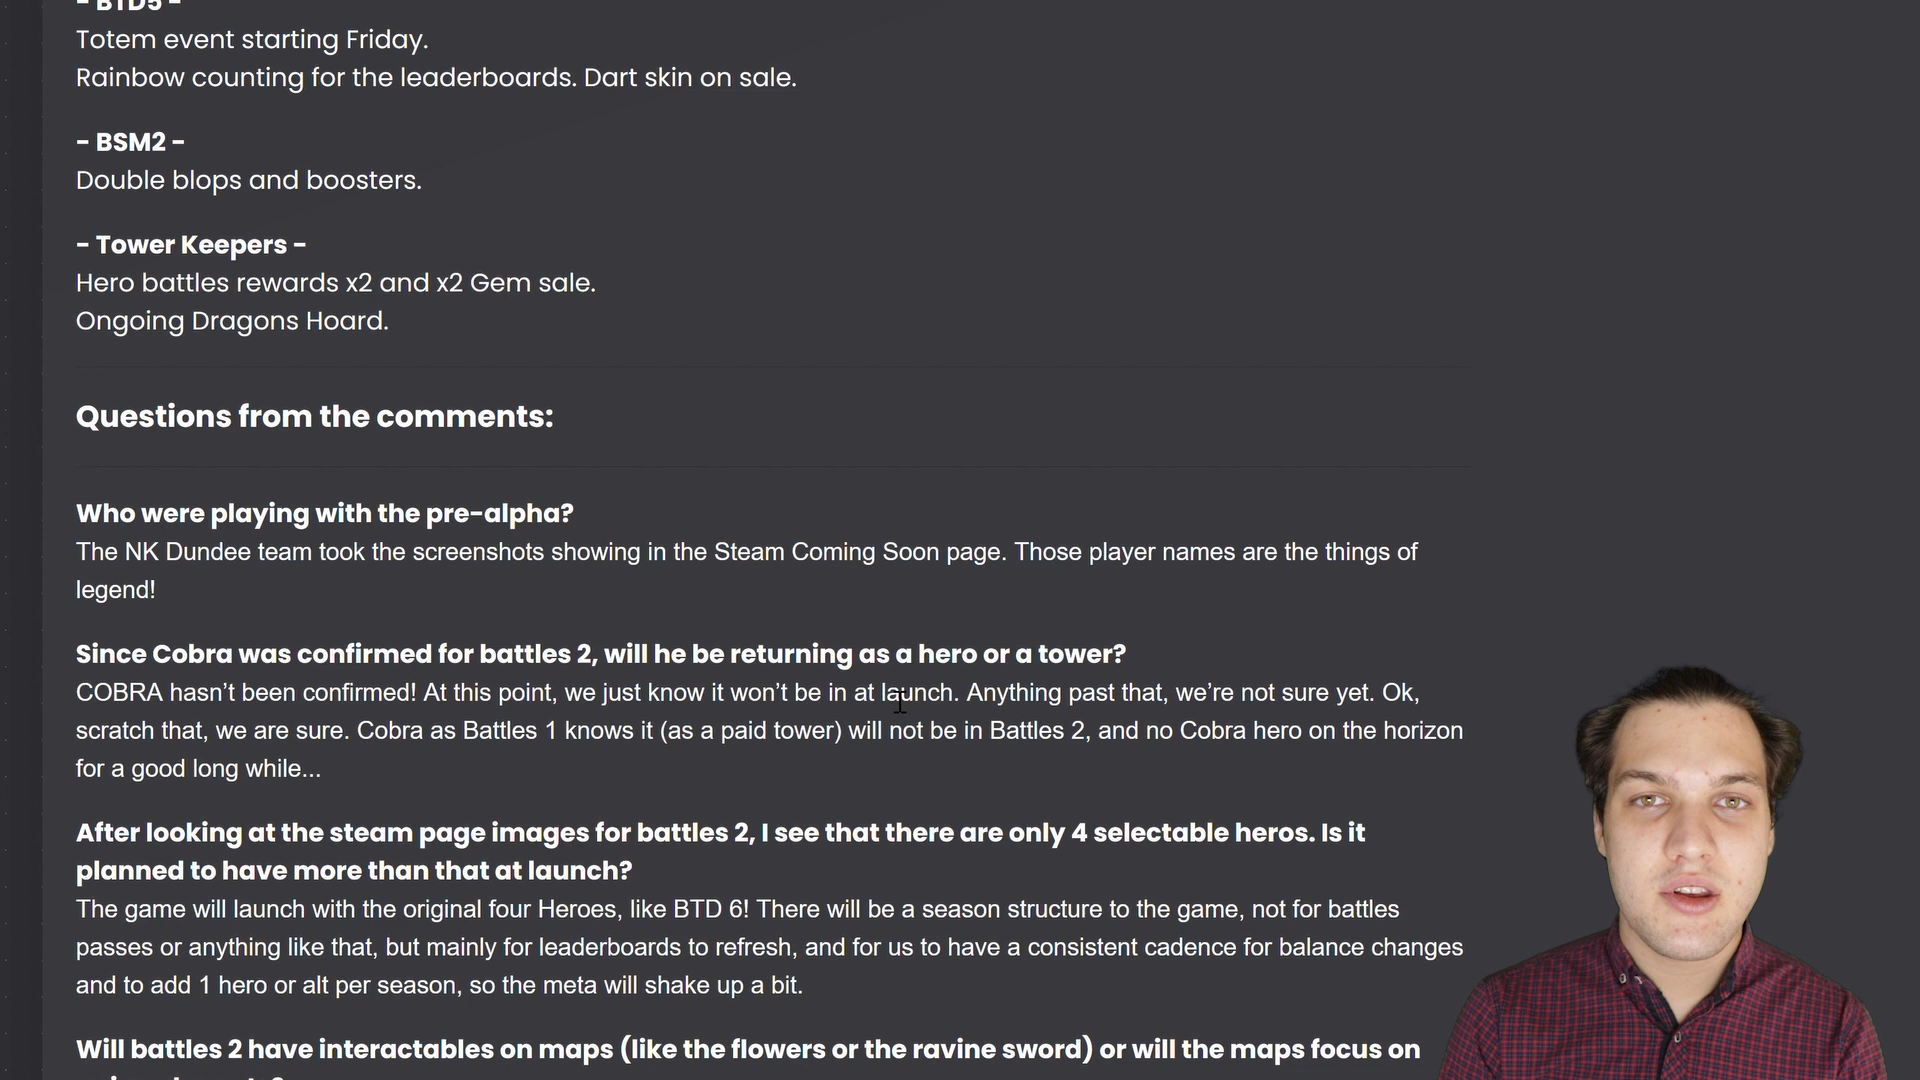 - BTD5 -
Totem event starting Friday.
Rainbow counting for the leaderboards. Dart skin on sale.
- BSM2 -
Double blops and boosters.
- Tower Keepers -
Hero battles rewards x2 and x2 Gem sale.
Ongoing Dragons Hoard.
Questions from the comments:
Who were playing with the pre-alpha?
The NK Dundee team took the screenshots showing in the Steam Coming Soon page. Those player names are the things of
legend!
Since Cobra was confirmed for battles 2, will he be returning as a hero or a tower?
COBRA hasn't been confirmed! At this point, we just know it won't be in at launch. Anything past that, we're not sure yet. Ok,
scratch that, we are sure. Cobra as Battles 1 knows it (as a paid tower) will not be in Battles 2, and no Cobra hero on the horizon
for a good long while...
After looking at the steam page images for battles 2, I see that there are only 4 selectable heros. Is it
planned to have more than that at launch?
The game will launch with the original four Heroes, like BTD 6! There will be a season structure to the game, not for battles
passes or anything like that, but mainly for leaderboards to refresh, and for us to have a consistent cadence for balance changes
and to add 1 hero or alt per season, so the meta will shake up a bit.
Will battles 2 have interactables on maps (like the flowers or the ravine sword) or will the maps focus on